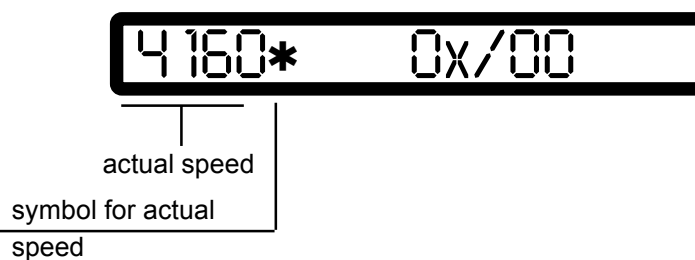 4160* 0x/00
actual speed
symbol for actual
speed